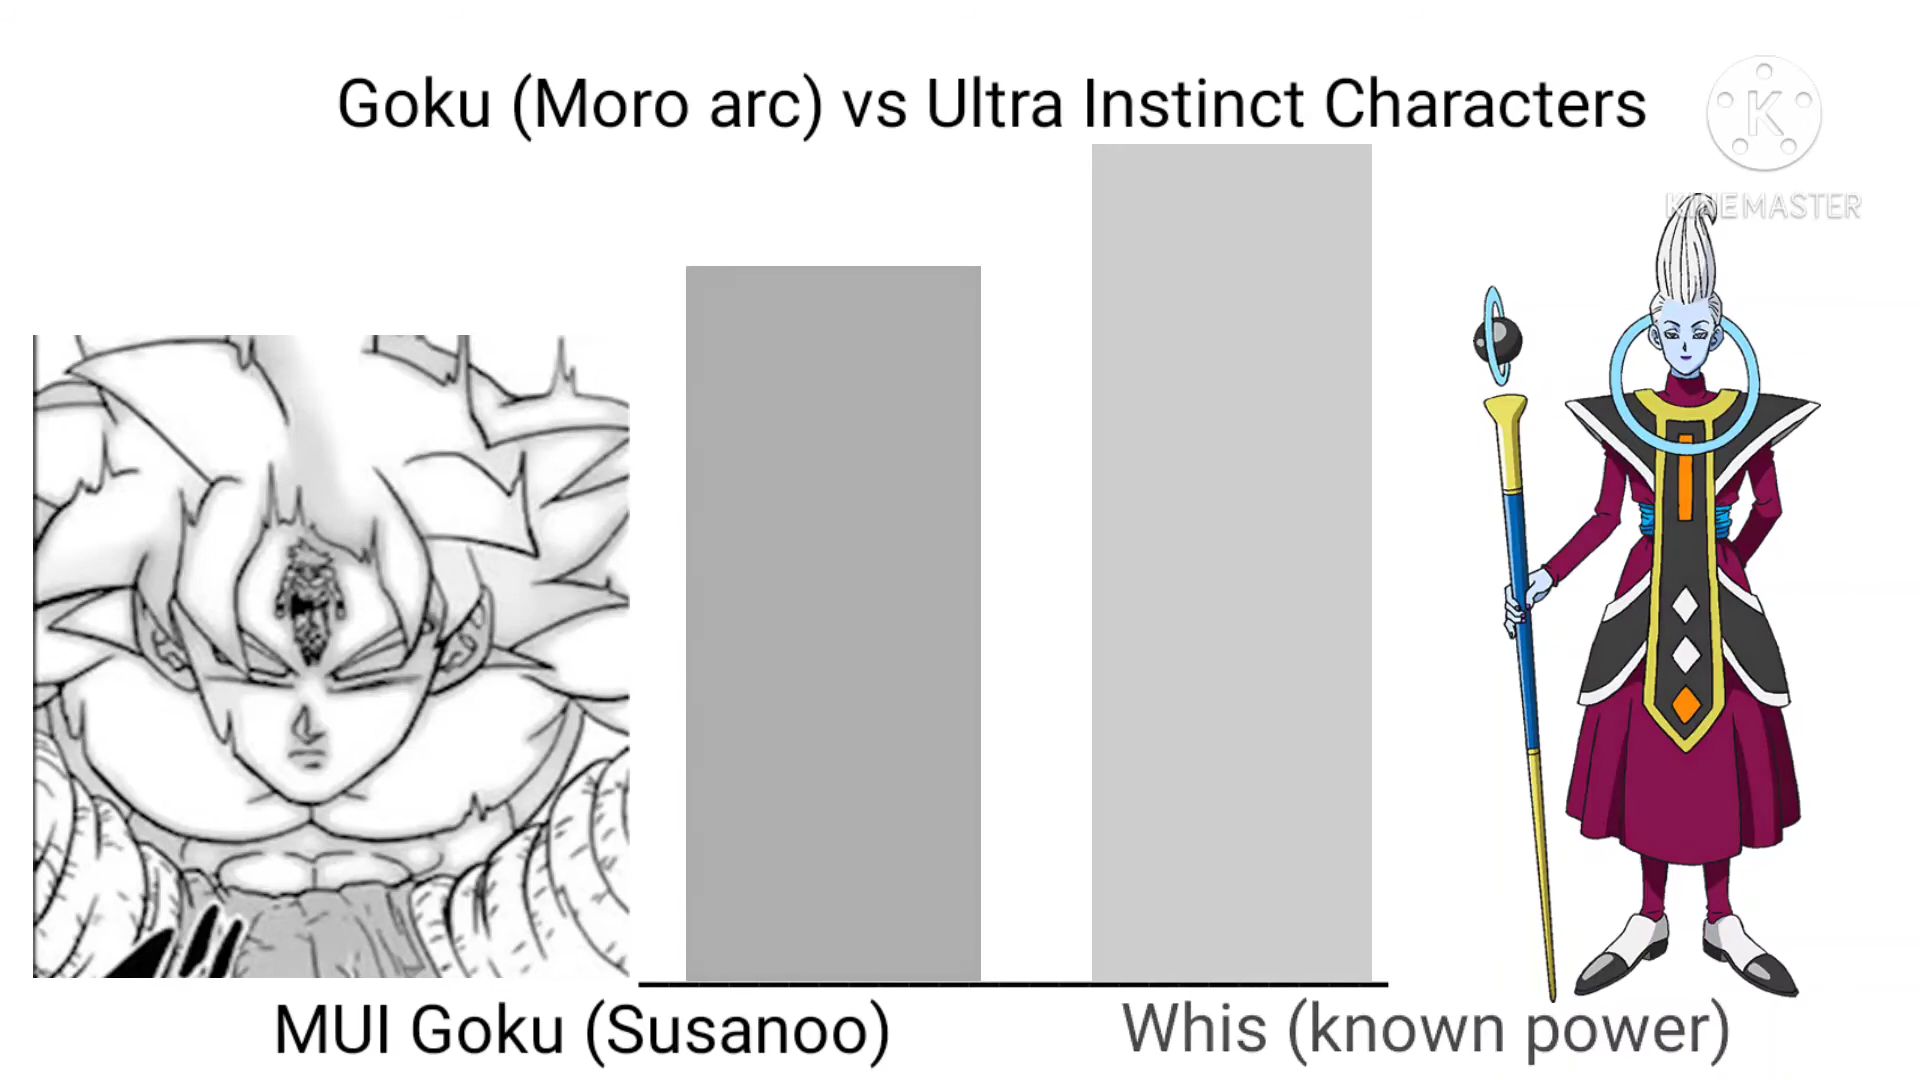 Goku (Moro arc) vs Ultra Instinct Characters
K
KINEMASTER
MUI Goku (Susanoo)
Whis (known power)